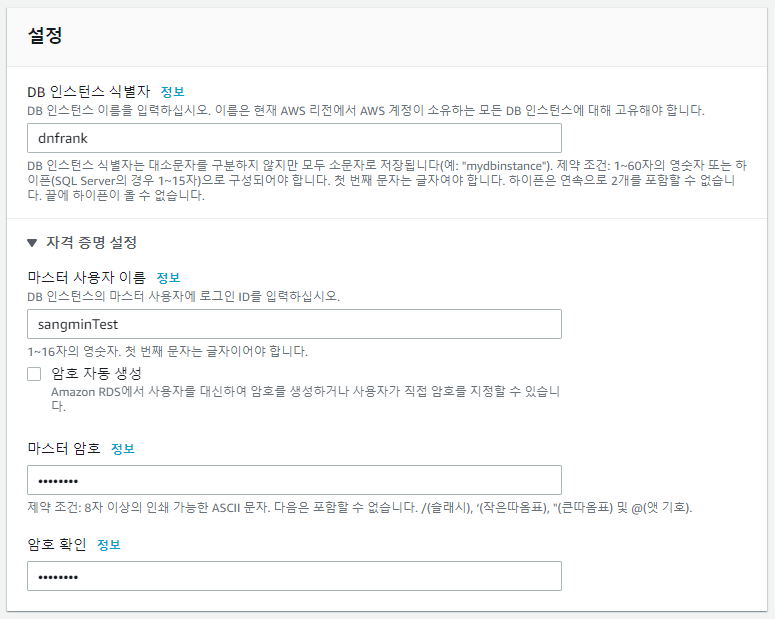 설정
DB 인스턴스 식별자 정보
DB 인스턴스 이름을 입력하십시오. 이름은 현재 AWS 리전에서 AWS 계정이 소유하는 모든 DB 인스턴스에 대해 고유해야 합니다.
dnfrank
DB 인스턴스 식별자는 대소문자를 구분하지 않지만 모두 소문자로 저장됩니다(예: "mydbinstance"). 제약 조건: 1~60자의 영숫자 또는 하
이픈(SQL Server의 경우 1~15자)으로 구성되어야 합니다. 첫 번째 문자는 글자여야 합니다. 하이픈은 연속으로 2개를 포함할 수 없습니
다. 끝에 하이픈이 올 수 없습니다.
▼ 자격 증명 설정
마스터 사용자 이름 정보
DB 인스턴스의 마스터 사용자에 로그인 ID를 입력하십시오.
sangminTest
1~16자의 영숫자. 첫 번째 문자는 글자이어야 합니다.
암호 자동 생성
Amazon RDS에서 사용자를 대신하여 암호를 생성하거나 사용자가 직접 암호를 지정할 수 있습니
다.
마스터 암호 정보
••••••••
제약 조건: 8자 이상의 인쇄 가능한 ASCII 문자. 다음은 포함할 수 없습니다. /(슬래시), '(작은따옴표), "(큰따옴표) 및 @(앳 기호).
암호 확인 정보
••••••••